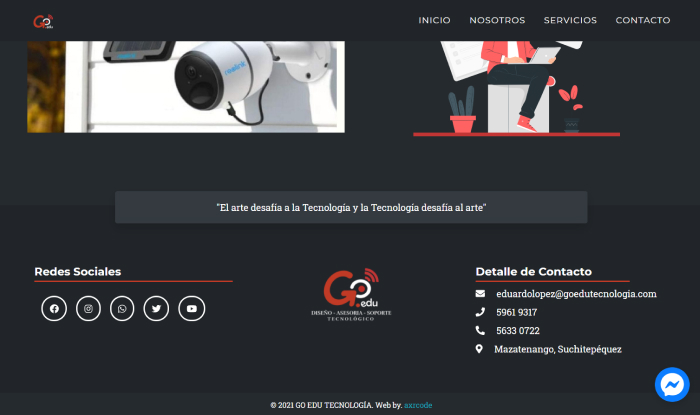 GO.edu
INICIO
NOSOTROS
SERVICIOS
CONTACTO
reolink
"El arte desafía a la Tecnología y la Tecnología desafía al arte"
Redes Sociales
GO.edu
DISEÑO - ASESORIA - SOPORTE
TECNOLÓGICO
Detalle de Contacto
eduardolopez@goedutecnologia.com
5961 9317
5633 0722
Mazatenango, Suchitepéquez
© 2021 GO EDU TECNOLOGÍA. Web by. axrcode